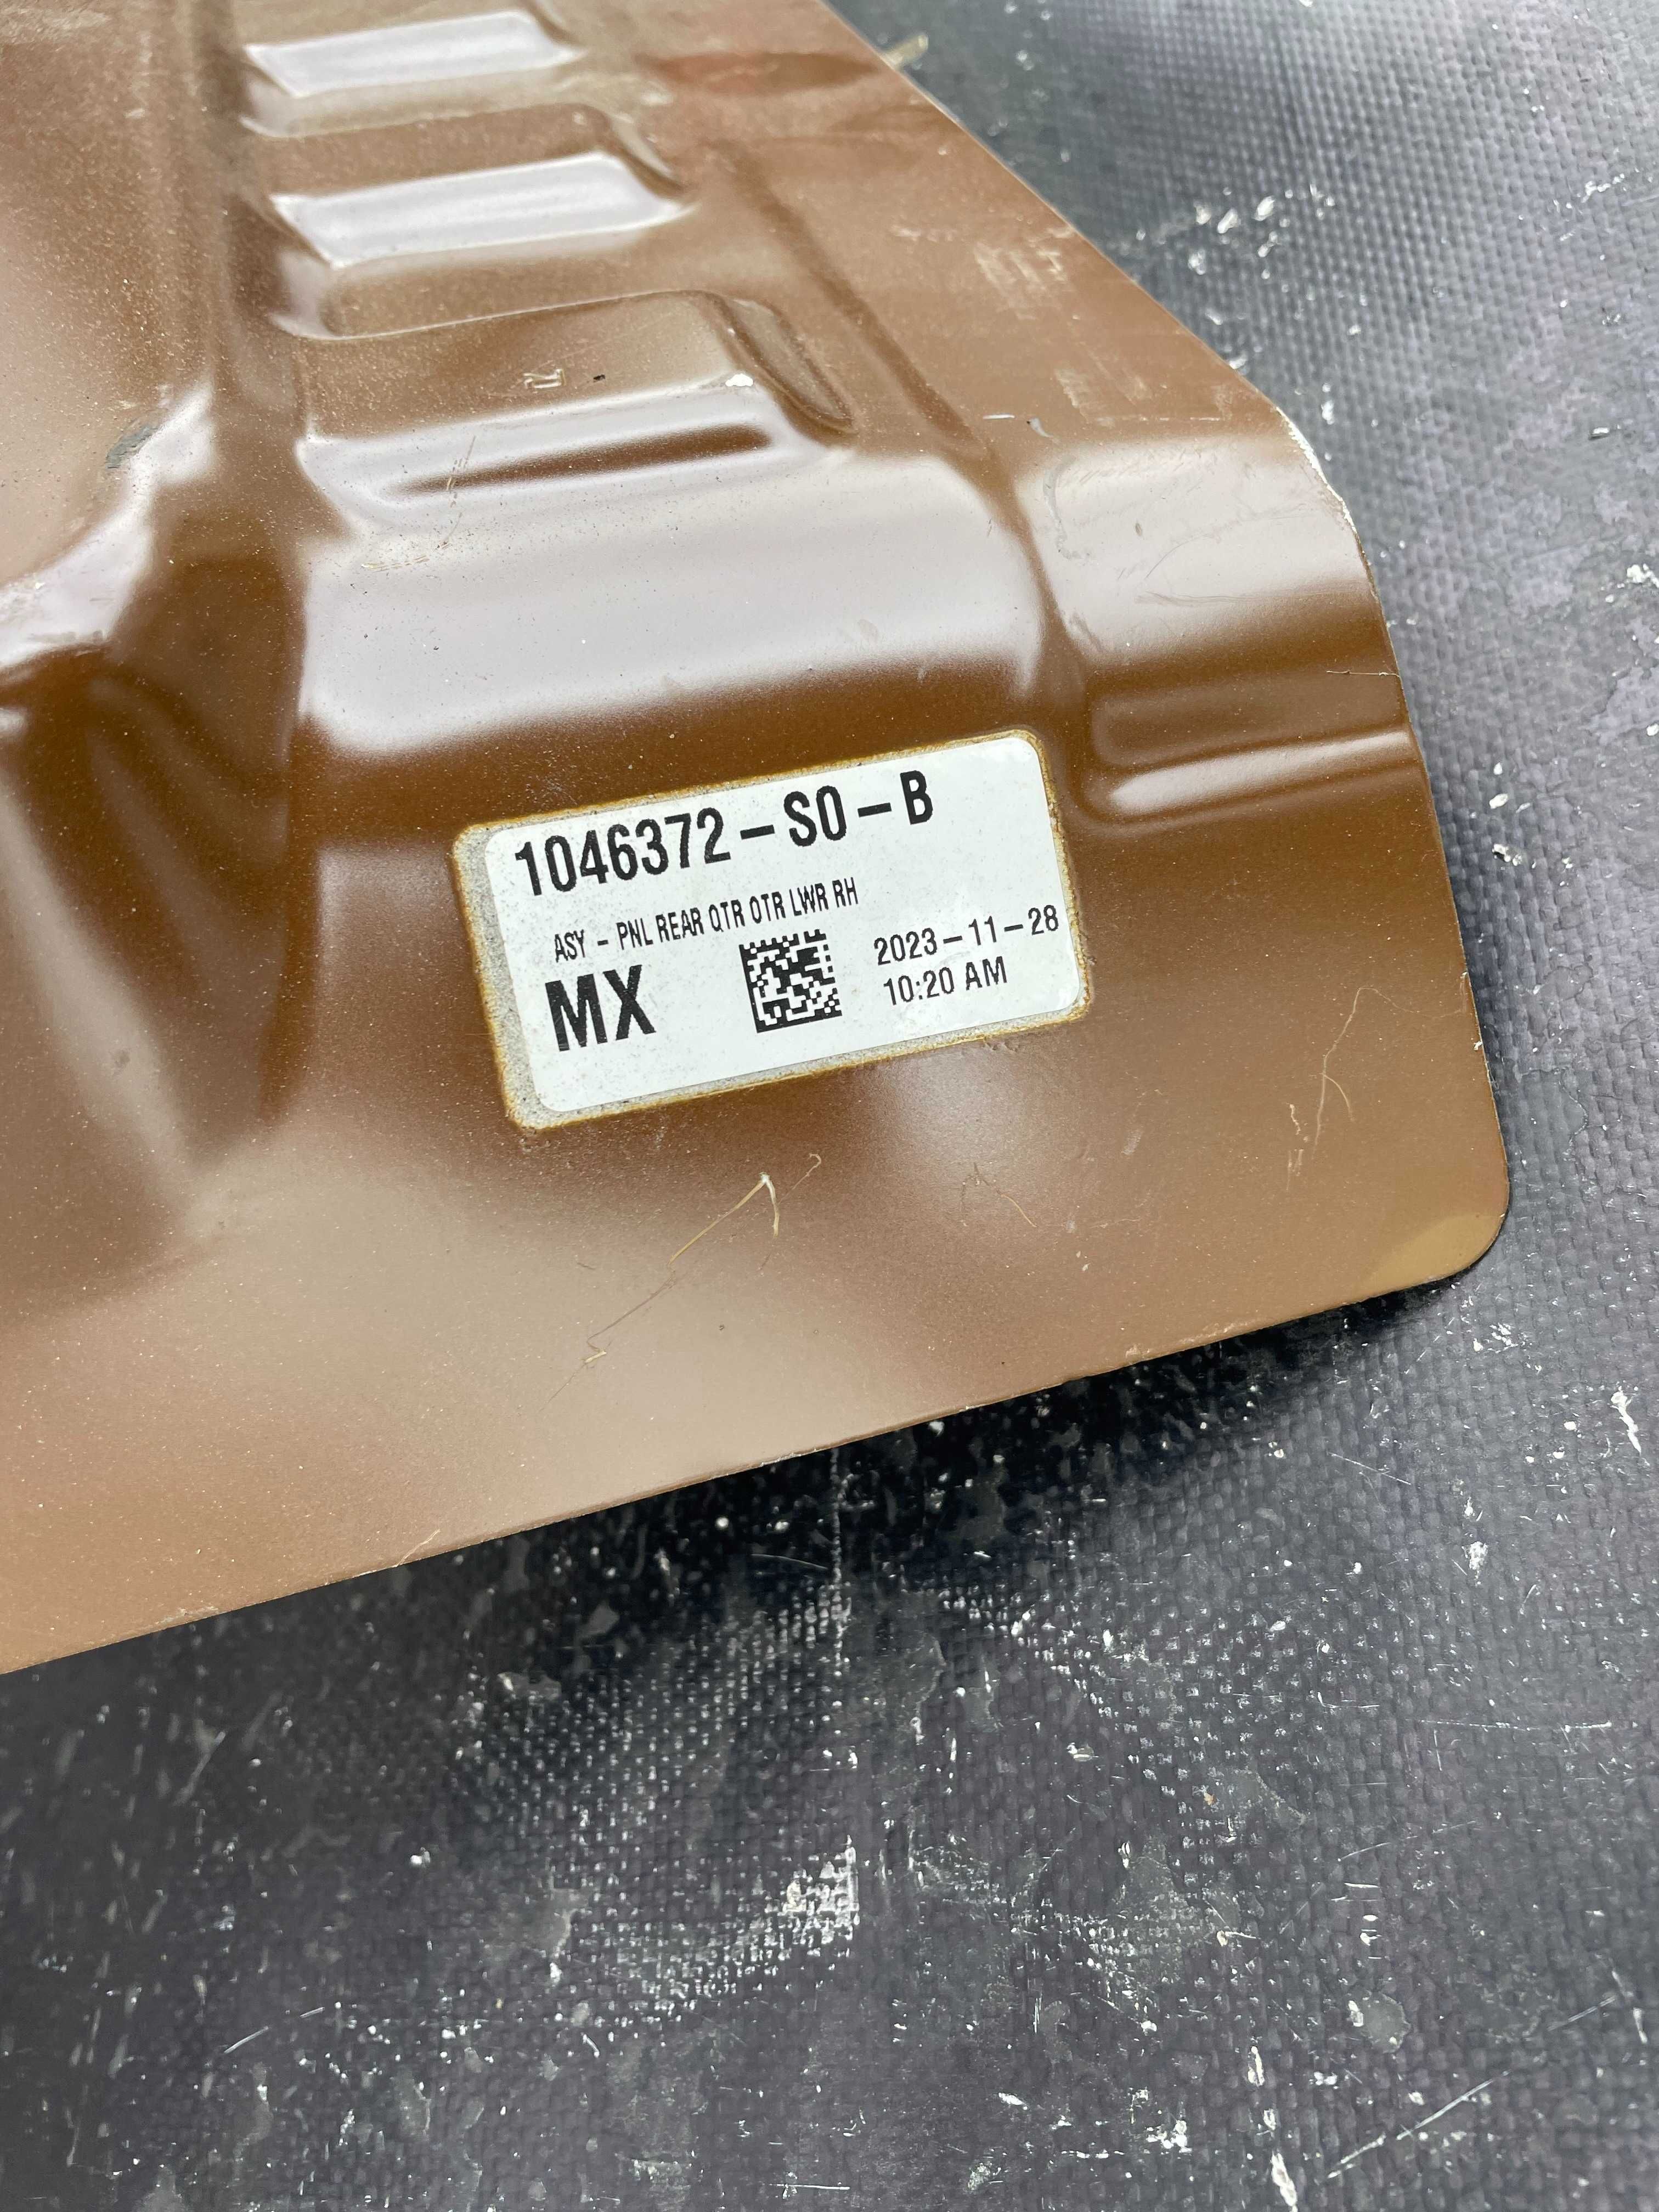 1046372-S0-B
ASY - PNL REAR QTR OTR LWR RH
MX
2023-11-28
10:20 AM